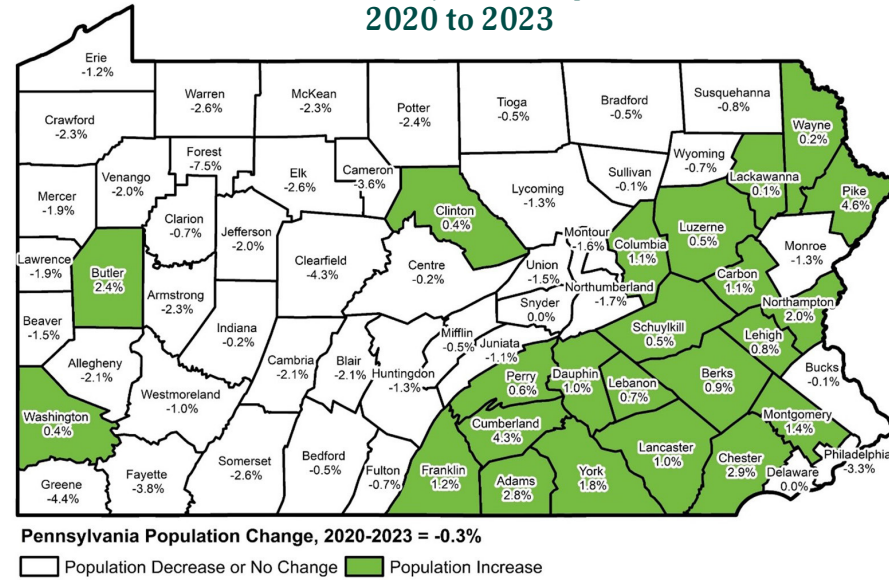 2020 to 2023
Erie
-1.2%
Warren
-2.6%
McKean
-2.3%
Potter
-2.4%
Tioga
-0.5%
Bradford
-0.5%
Susquehanna
-0.8%
Wayne
0.2%
Crawford
-2.3%
Forest
-7.5%
Venango
-2.0%
Elk
-2.6%
Cameron
-3.6%
Wyoming
-0.7%
Sullivan
-0.1%
Lackawanna
0.1%
Pike
4.6%
Mercer
-1.9%
Clarion
-0.7%
Jefferson
-2.0%
Clinton
0.4%
Lycoming
-1.3%
Montour
-1.6%
Columbia
1.1%
Luzerne
0.5%
Monroe
-1.3%
Lawrence
-1.9%
Butler
2.4%
Clearfield
-4.3%
Centre
-0.2%
Union
-1.5%
Northumberland
-1.7%
Carbon
1.1%
Northampton
2.0%
Armstrong
-2.3%
Snyder
0.0%
Beaver
-1.5%
Indiana
-0.2%
Schuylkill
0.5%
Lehigh
0.8%
Allegheny
-2.1%
Cambria
-2.1%
Blair
-2.1%
Huntingdon
-1.3%
Mifflin
-0.5%
Juniata
-1.1%
Perry
0.6%
Dauphin
1.0%
Lebanon
0.7%
Berks
0.9%
Bucks
-0.1%
Westmoreland
-1.0%
Washington
0.4%
Cumberland
4.3%
Montgomery
1.4%
Lancaster
1.0%
Chester
2.9%
Philadelphia
-3.3%
Delaware
0.0%
Greene
-4.4%
Fayette
-3.8%
Somerset
-2.6%
Bedford
-0.5%
Fulton
-0.7%
Franklin
1.2%
Adams
2.8%
York
1.8%
Pennsylvania Population Change, 2020-2023 = -0.3%
Population Decrease or No Change Population Increase